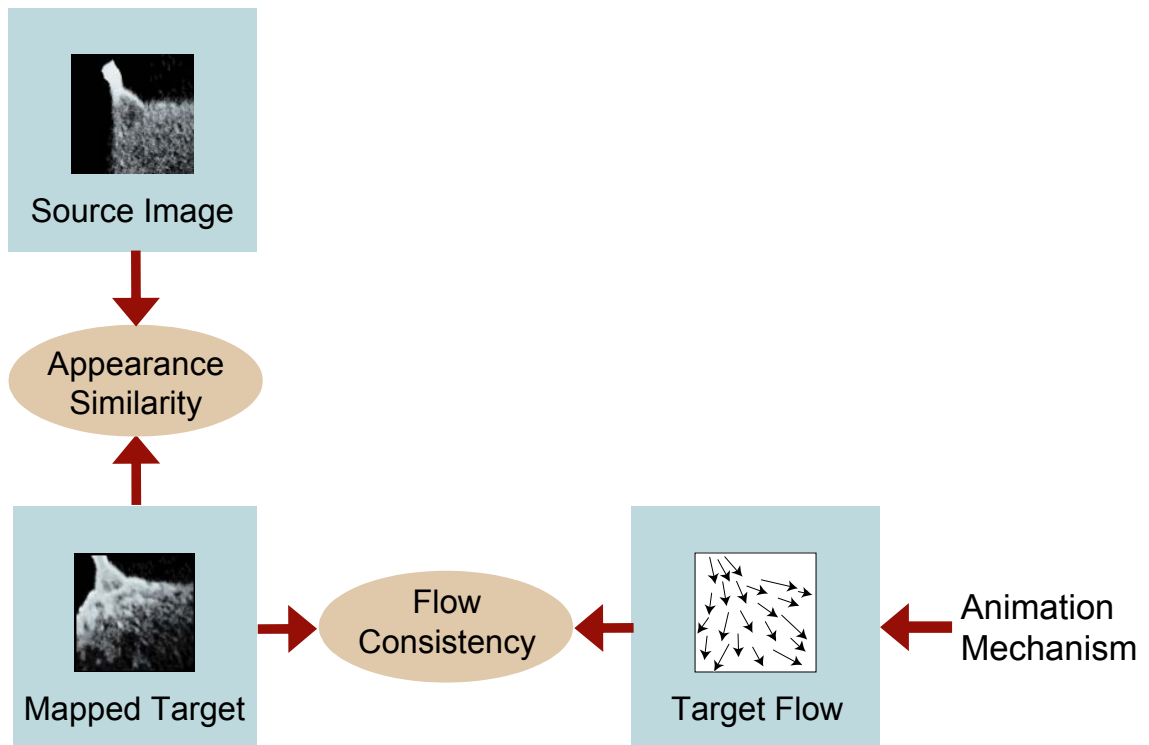 Source Image
Appearance
Similarity
Mapped Target
Flow
Consistency
Target Flow
Animation
Mechanism